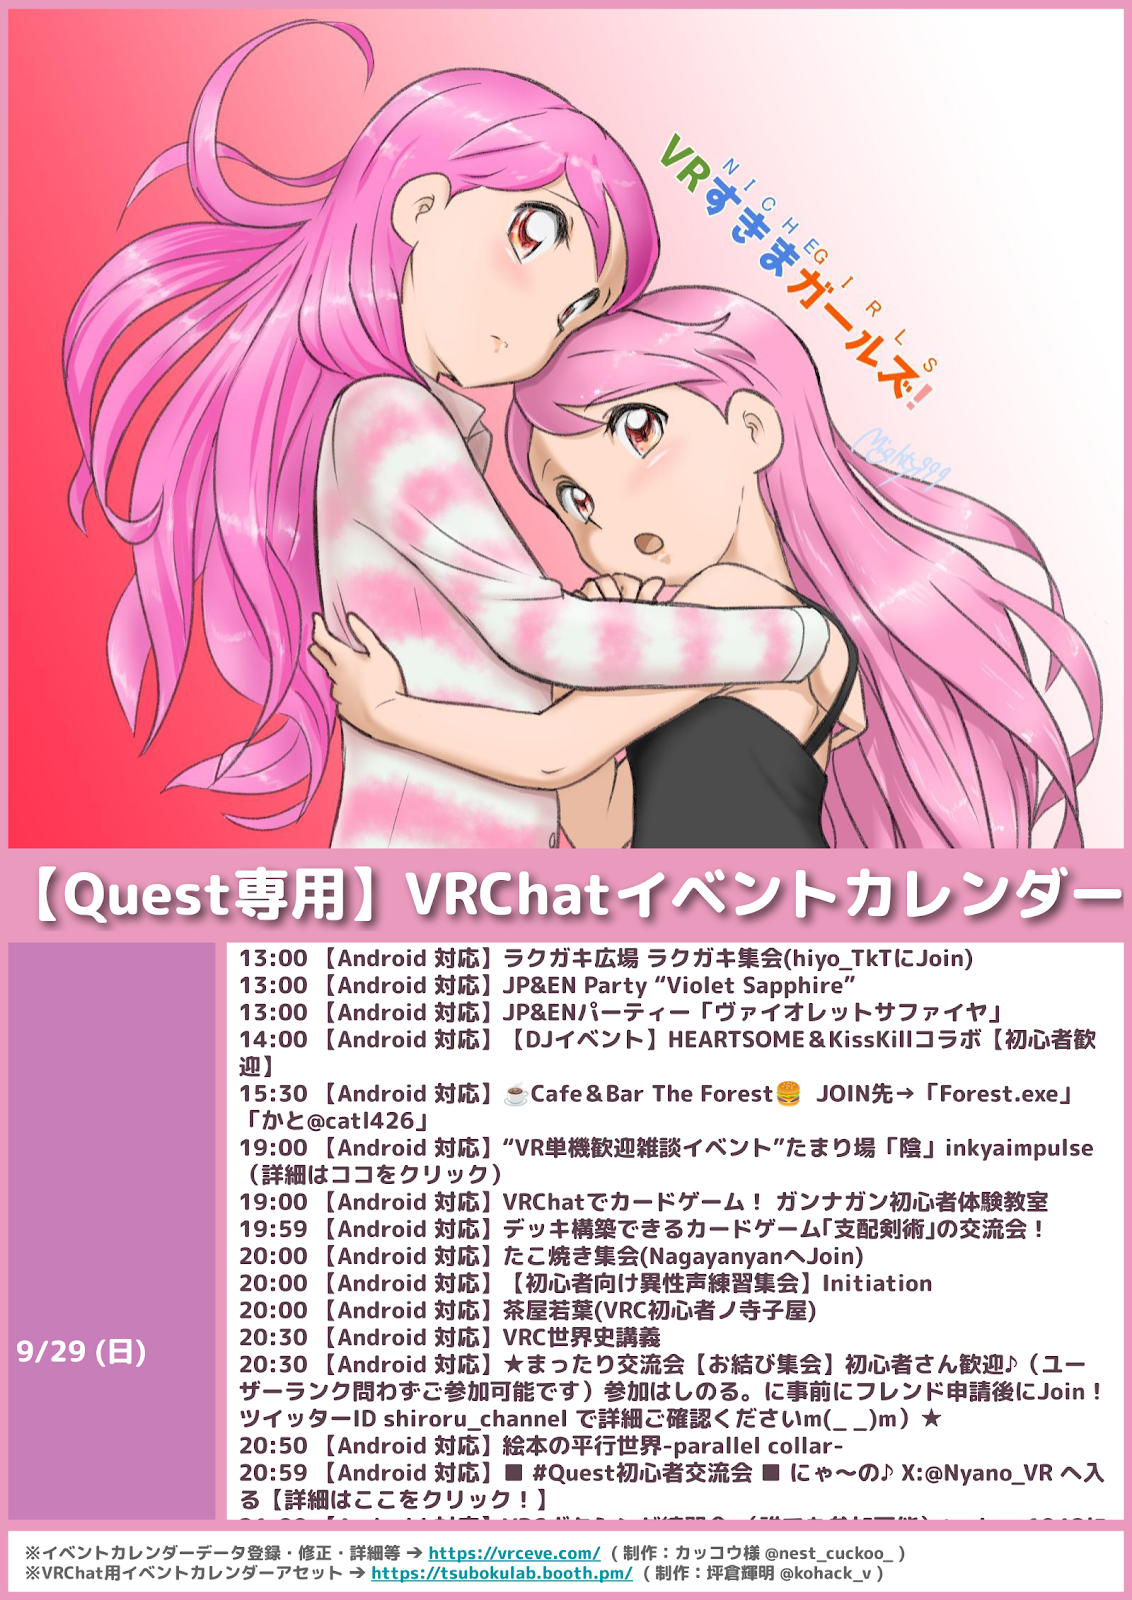 NICHE GIRLS
VRすきまガールズ!
Mighty999
【Quest専用】VRChatイベントカレンダー
9/29 (日)
13:00 【Android 対応】ラクガキ広場 ラクガキ集会(hiyo_TkTにJoin)
13:00 【Android 対応】JP&EN Party “Violet Sapphire”
13:00 【Android 対応】JP&ENパーティー「ヴァイオレットサファイヤ」
14:00 【Android 対応】【DJイベント】HEARTSOME＆KissKillコラボ【初心者歓
迎】
15:30 【Android 対応】☕Cafe＆Bar The Forest🍔 JOIN先→「Forest.exe」
「かと@catl426」
19:00 【Android 対応】“VR単機歓迎雑談イベント”たまり場「陰」inkyaimpulse
（詳細はココをクリック）
19:00 【Android 対応】VRChatでカードゲーム！ ガンナガン初心者体験教室
19:59 【Android 対応】デッキ構築できるカードゲーム｢支配剣術｣の交流会！
20:00 【Android 対応】たこ焼き集会(NagayanyanへJoin)
20:00 【Android 対応】【初心者向け異性声練習集会】Initiation
20:00 【Android 対応】茶屋若葉(VRC初心者ノ寺子屋)
20:30 【Android 対応】VRC世界史講義
20:30 【Android 対応】★まったり交流会【お結び集会】初心者さん歓迎♪（ユー
ザーランク問わずご参加可能です）参加はしのる。に事前にフレンド申請後にJoin！
ツイッターID shiroru_channel で詳細ご確認くださいm(_ _)m）★
20:50 【Android 対応】絵本の平行世界-parallel collar-
20:59 【Android 対応】■ #Quest初心者交流会 ■ にゃ～の♪ X:@Nyano_VR へ入
る【詳細はここをクリック！】
※イベントカレンダーデータ登録・修正・詳細等 → https://vrceve.com/ （ 制作：カッコウ様 @nest_cuckoo_ ）
※VRChat用イベントカレンダーアセット → https://tsubokulab.booth.pm/ （ 制作：坪倉輝明 @kohack_v ）